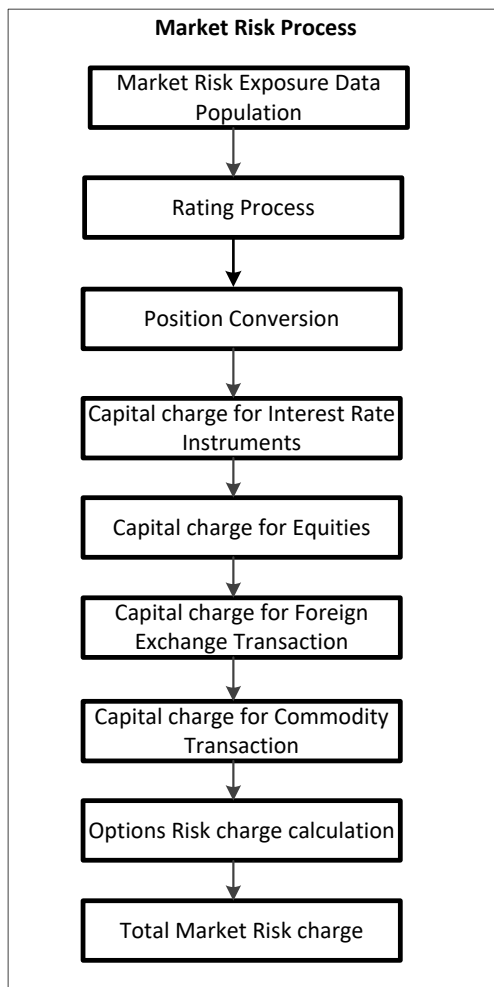 Market Risk Process
Market Risk Exposure Data
Population
Rating Process
Position Conversion
Capital charge for Interest Rate
Instruments
Capital charge for Equities
Capital charge for Foreign
Exchange Transaction
Capital charge for Commodity
Transaction
Options Risk charge calculation
Total Market Risk charge